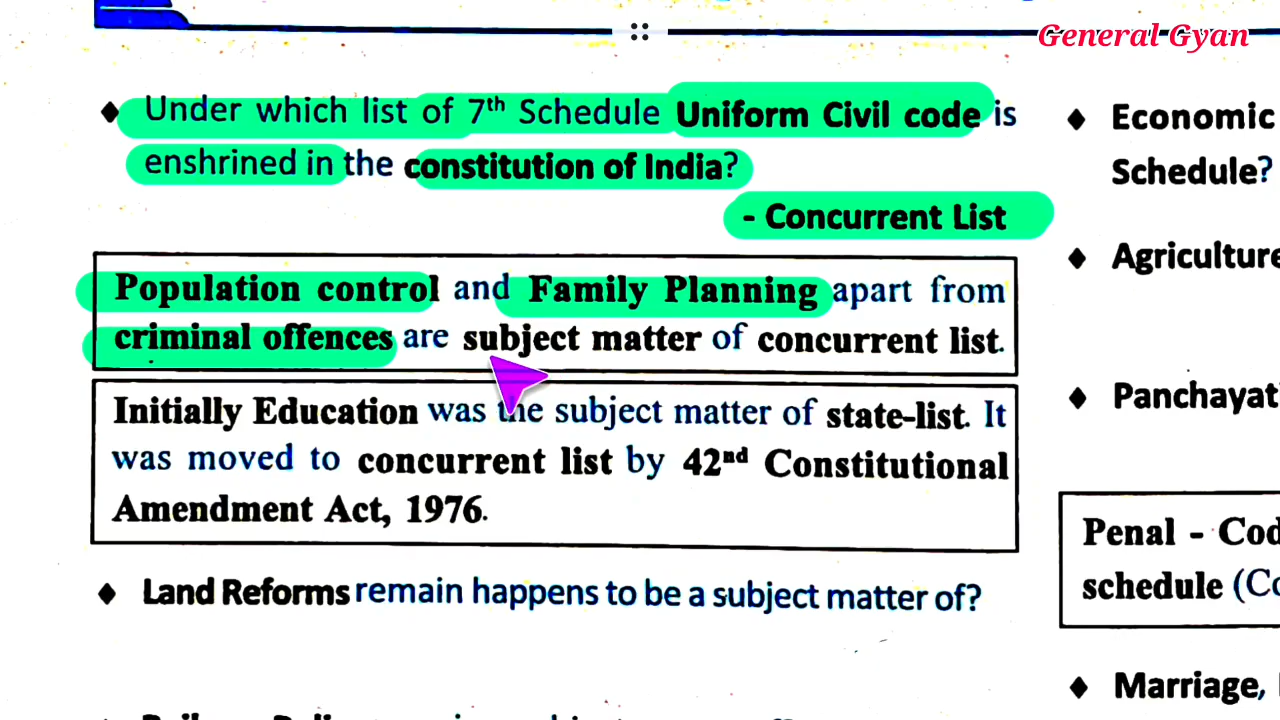 General Gyan
♦ Under which list of 7th Schedule Uniform Civil code is
enshrined in the constitution of India?
- Concurrent List
Population control and Family Planning apart from
criminal offences are subject matter of concurrent list.
Initially Education was the subject matter of state-list. It
was moved to concurrent list by 42nd Constitutional
Amendment Act, 1976.
♦ Land Reforms remain happens to be a subject matter of?
♦ Economic
Schedule?
♦ Agriculture
♦ Panchayat
Penal - Cod
schedule (Co
♦ Marriage,